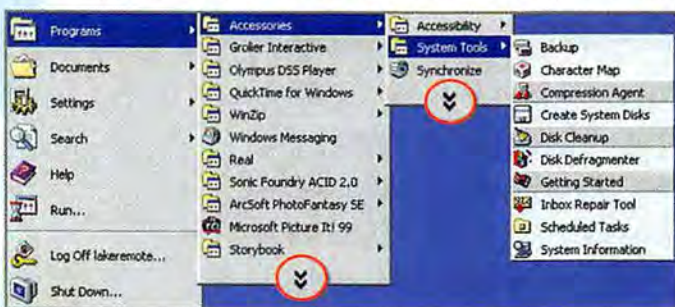 Programs
Documents
Settings
Search
Help
Run...
Log Off lakeremote...
Shut Down...
Accessories
Grolier Interactive
Olympus DSS Player
QuickTime for Windows
WinZip
Windows Messaging
Real
Sonic Foundry ACID 2.0
ArcSoft PhotoFantasy SE
Microsoft Picture It! 99
Storybook
Accessibility
System Tools
Synchronize
Backup
Character Map
Compression Agent
Create System Disks
Disk Cleanup
Disk Defragmenter
Getting Started
Inbox Repair Tool
Scheduled Tasks
System Information